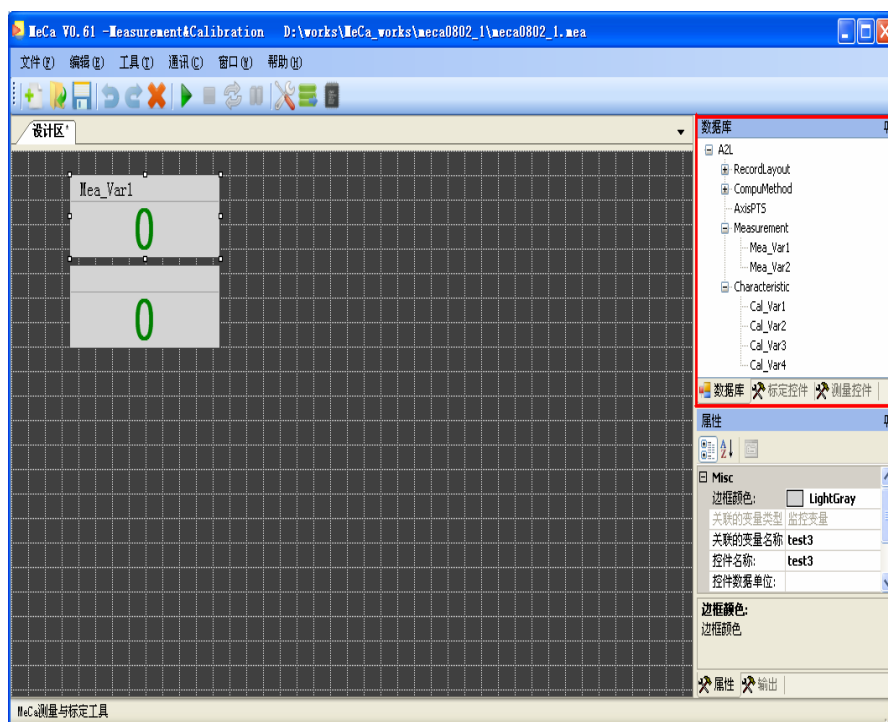 MeCa V0.61 -Measurement&Calibration D:\works\MeCa_works\meca0802_1\meca0802_1.mea
文件(F) 编辑(E) 工具(T) 通讯(C) 窗口(W) 帮助(H)
设计区*
Mea_Var1
0
0
数据库
A2L
RecordLayout
CompuMethod
AxisPTS
Measurement
Mea_Var1
Mea_Var2
Characteristic
Cal_Var1
Cal_Var2
Cal_Var3
Cal_Var4
数据库 标定控件 测量控件
属性
Misc
边框颜色: LightGray
关联的变量类型 监控变量
关联的变量名称 test3
控件名称: test3
控件数据单位:
边框颜色:
边框颜色
属性 输出
MeCa测量与标定工具